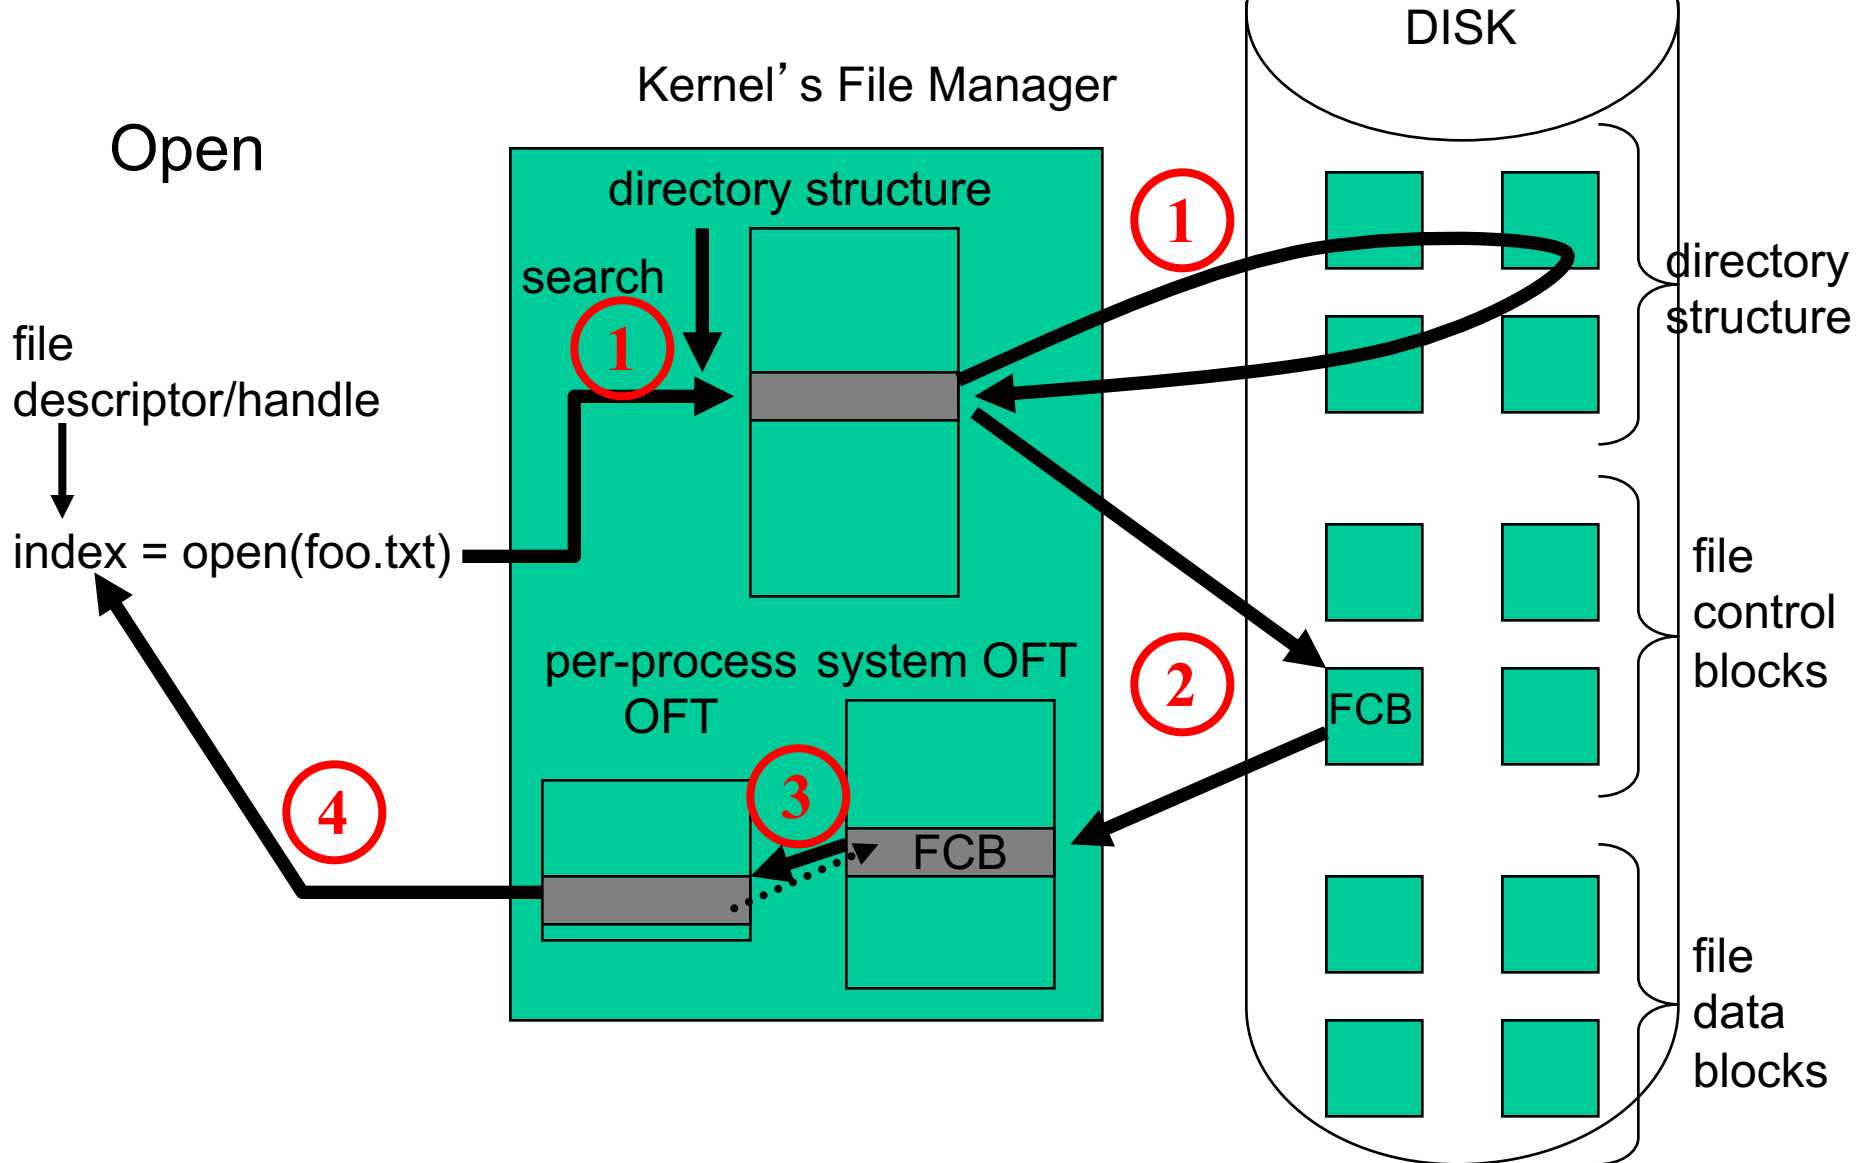 DISK
Kernel’s File Manager
Open
directory structure
1
search
1
directory
structure
file
descriptor/handle
index = open(foo.txt)
file
control
blocks
per-process
OFT
system OFT
2
FCB
3
4
FCB
file
data
blocks